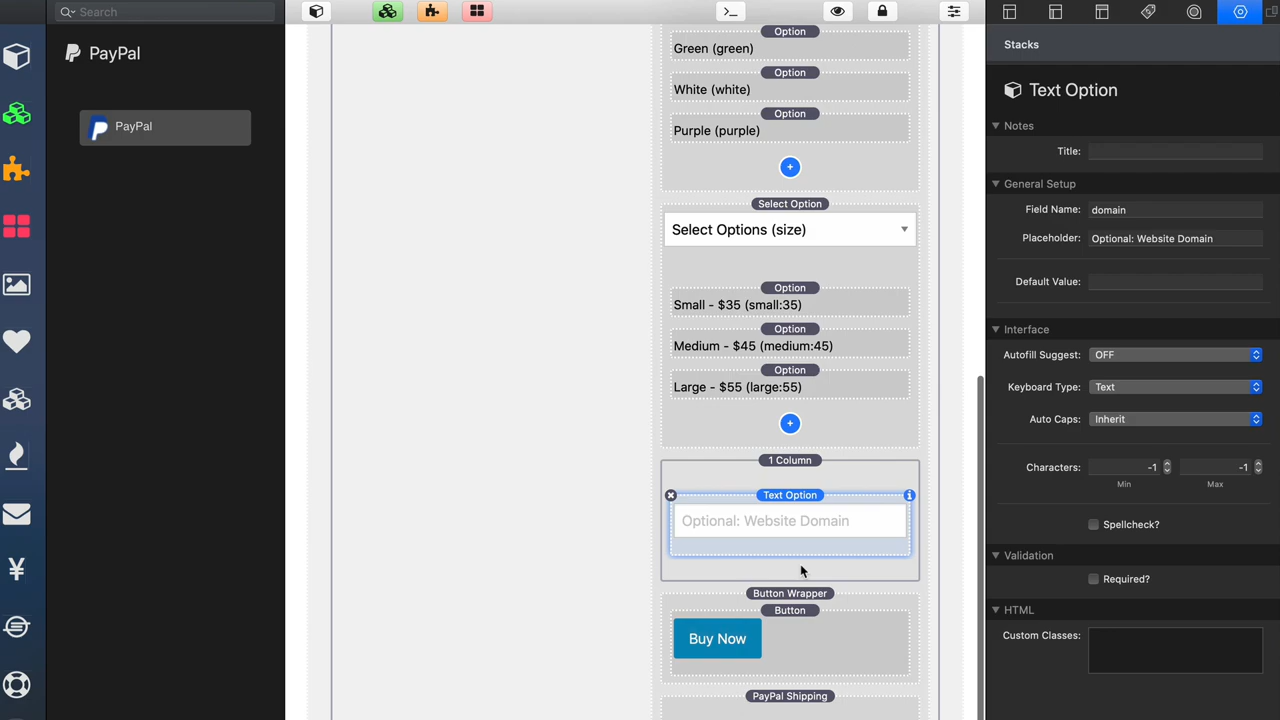 Search
PayPal
PayPal
Option
Green (green)
Option
White (white)
Option
Purple (purple)
Select Option
Select Options (size)
Option
Small - $35 (small:35)
Option
Medium - $45 (medium:45)
Option
Large - $55 (large:55)
1 Column
Text Option
Optional: Website Domain
Button Wrapper
Button
Buy Now
PayPal Shipping
Stacks
Text Option
Notes
Title:
General Setup
Field Name: domain
Placeholder: Optional: Website Domain
Default Value:
Interface
Autofill Suggest: OFF
Keyboard Type: Text
Auto Caps: Inherit
Characters: -1 -1
Min Max
Spellcheck?
Validation
Required?
HTML
Custom Classes: